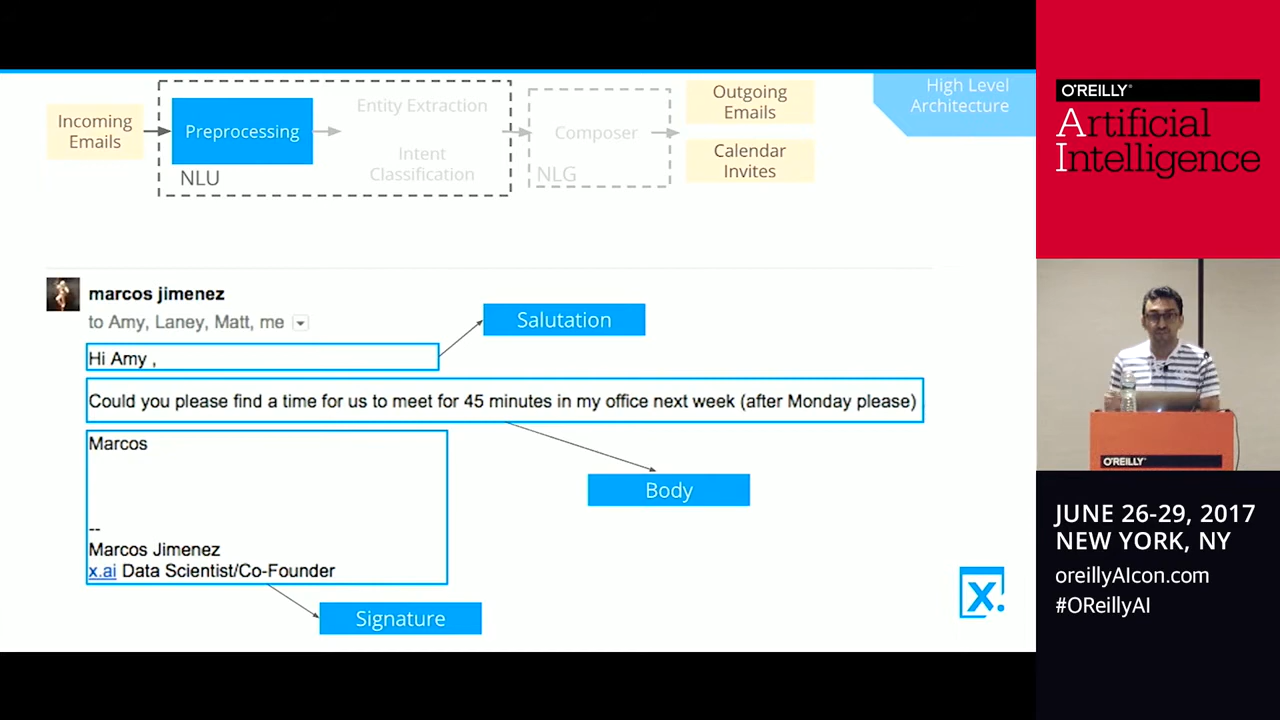 Incoming
Emails
Preprocessing
NLU
Entity Extraction
Intent
Classification
Composer
NLG
Outgoing
Emails
Calendar
Invites
High Level
Architecture
marcos jimenez
to Amy, Laney, Matt, me
Hi Amy ,
Salutation
Could you please find a time for us to meet for 45 minutes in my office next week (after Monday please)
Body
Marcos
--
Marcos Jimenez
x.ai Data Scientist/Co-Founder
Signature
x.
O'REILLY®
Artificial
Intelligence
O'REILLY®
JUNE 26-29, 2017
NEW YORK, NY
oreillyAIcon.com
#OReillyAI